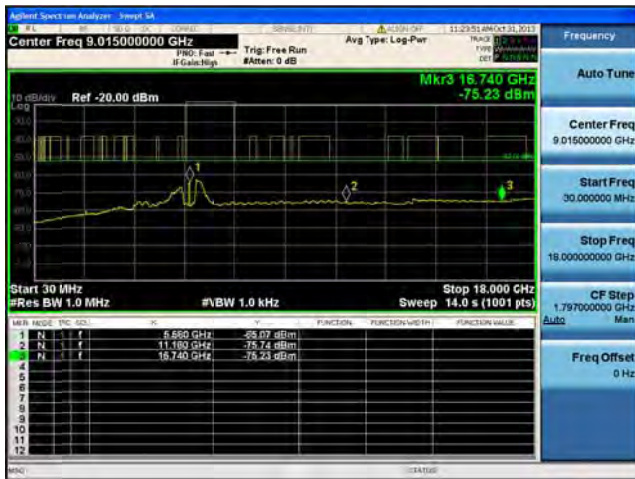 Agilent Spectrum Analyzer - Swept SA
Center Freq 9.015000000 GHz
PNO: Fast
IFGain:High
Trig: Free Run
#Atten: 0 dB
Avg Type: Log-Pwr
ALIGN OFF
11:23:51 AM Oct 31, 2013
TRACE
TYPE
DET
Frequency
Mkr3 16.740 GHz
-75.23 dBm
10 dB/div
Ref -20.00 dBm
Log
Auto Tune
Center Freq
9.015000000 GHz
Start Freq
30.000000 MHz
Stop Freq
18.000000000 GHz
CF Step
1.797000000 GHz
Auto Man
Freq Offset
0 Hz
1
2
3
Start 30 MHz
Stop 18.000 GHz
#Res BW 1.0 MHz
#VBW 1.0 kHz
Sweep 14.0 s (1001 pts)
MKR MODE TRC SCL X Y FUNCTION FUNCTION WIDTH FUNCTION VALUE
1 N f 5.560 GHz -65.07 dBm
2 N f 11.160 GHz -75.74 dBm
3 N f 16.740 GHz -75.23 dBm
4
5
6
7
8
9
10
11
12
MSG
STATUS